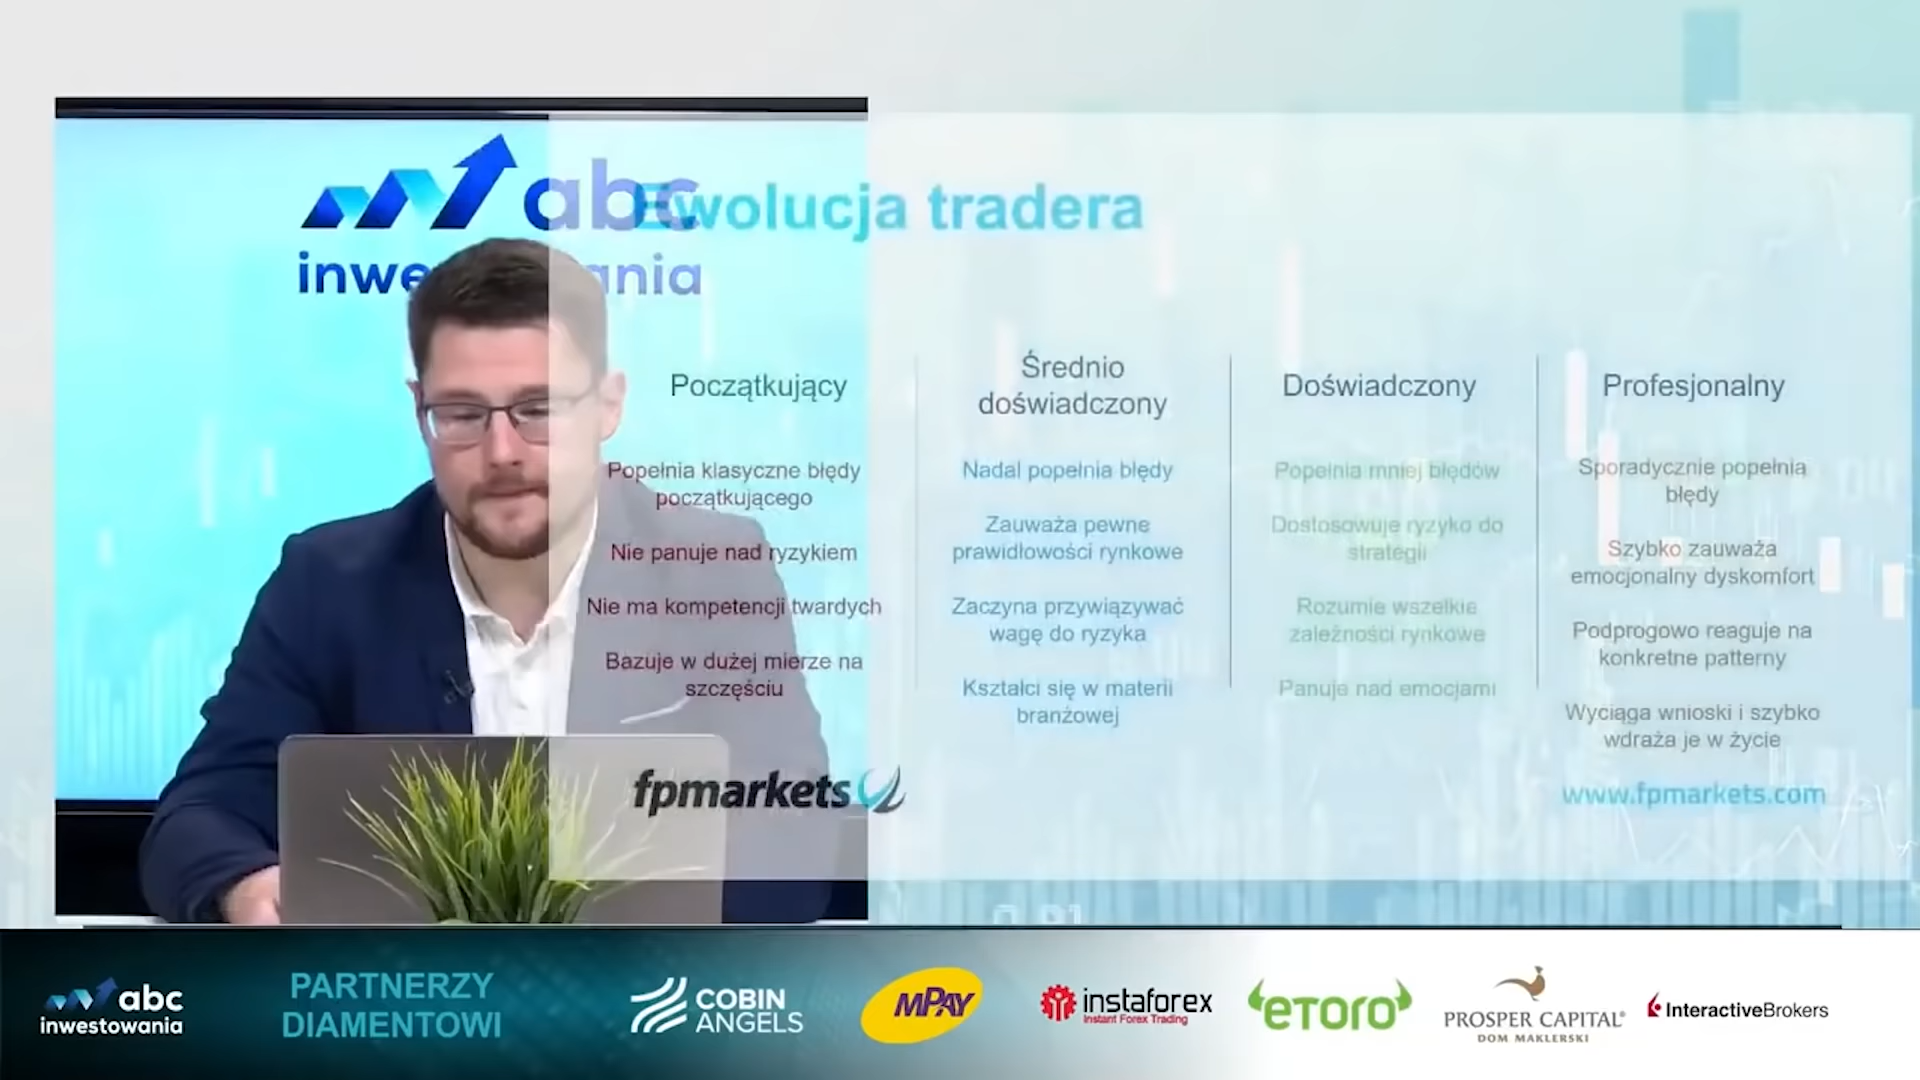 abc
inwe ania
Ewolucja tradera
Początkujący
Popełnia klasyczne błędy
początkującego
Nie panuje nad ryzykiem
Nie ma kompetencji twardych
Bazuje w dużej mierze na
szczęściu
Średnio
doświadczony
Nadal popełnia błędy
Zauważa pewne
prawidłowości rynkowe
Zaczyna przywiązywać
wagę do ryzyka
Kształci się w materii
branżowej
Doświadczony
Popełnia mniej błędów
Dostosowuje ryzyko do
strategii
Rozumie wszelkie
zależności rynkowe
Panuje nad emocjami
Profesjonalny
Sporadycznie popełnia
błędy
Szybko zauważa
emocjonalny dyskomfort
Podprogowo reaguje na
konkretne patterny
Wyciąga wnioski i szybko
wdraża je w życie
fpmarkets
www.fpmarkets.com
abc
inwestowania
PARTNERZY
DIAMENTOWI
COBIN
ANGELS
mPAY
instaforex
Instant Forex Trading
eToro
PROSPER CAPITAL®
DOM MAKLERSKI
InteractiveBrokers